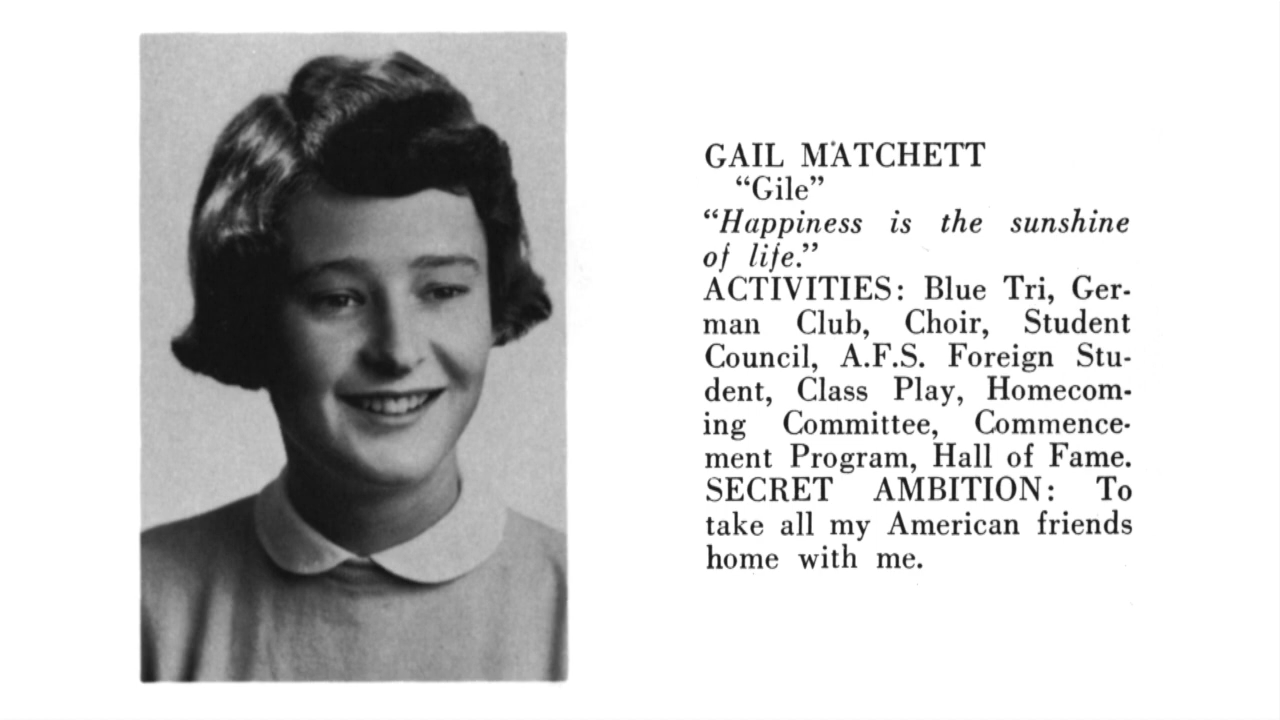 GAIL MATCHETT
“Gile”
“Happiness is the sunshine
of life.”
ACTIVITIES: Blue Tri, Ger-
man Club, Choir, Student
Council, A.F.S. Foreign Stu-
dent, Class Play, Homecom-
ing Committee, Commence-
ment Program, Hall of Fame.
SECRET AMBITION: To
take all my American friends
home with me.